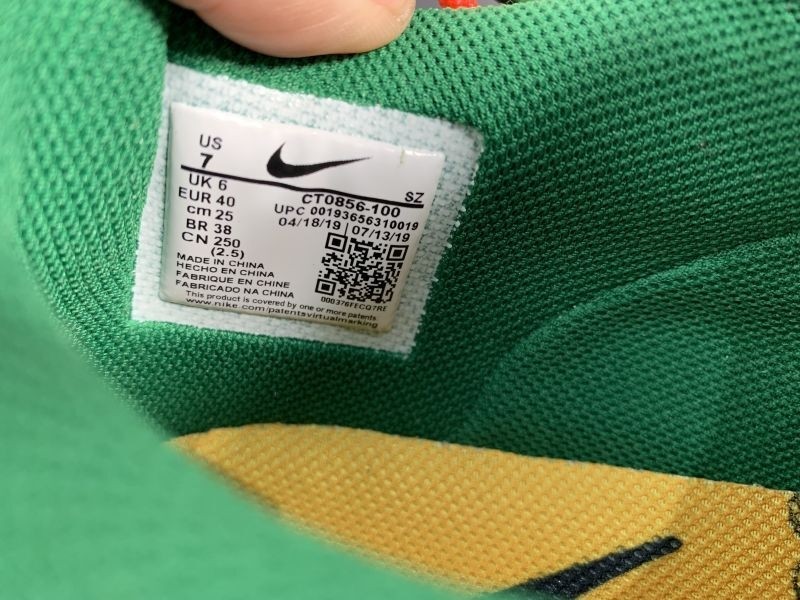 US
7
UK 6
EUR 40
cm 25
BR 38
CN 250
(2.5)
SZ
CT0856-100
UPC 00193656310019
04/18/19 | 07/13/19
000376FECQ7RE
MADE IN CHINA
HECHO EN CHINA
FABRIQUE EN CHINE
FABRICADO NA CHINA
This product is covered by one or more patents.
www.nike.com/patentsvirtualmarking